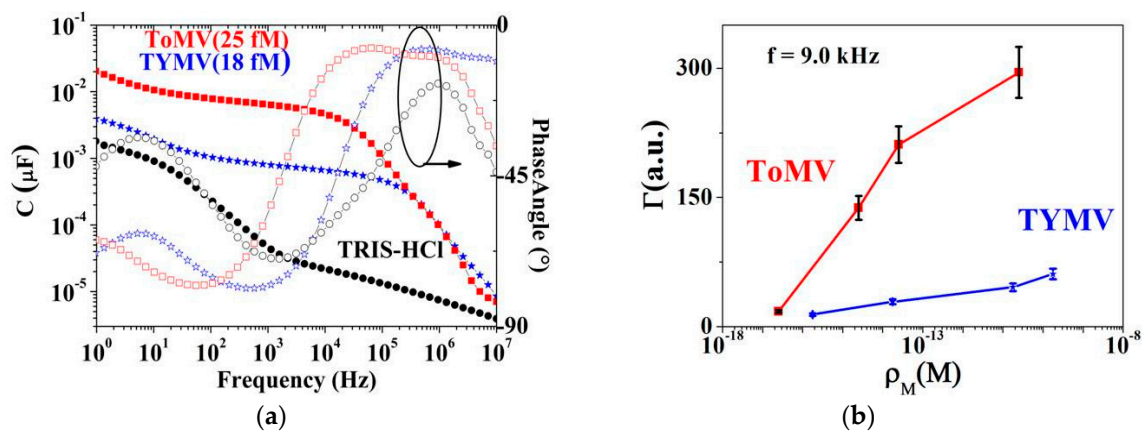 10⁻¹
10⁻²
10⁻³
10⁻⁴
10⁻⁵
C (μF)
ToMV(25 fM)
TYMV(18 fM)
TRIS-HCl
-0
-45
-90
PhaseAngle (°)
10⁰ 10¹ 10² 10³ 10⁴ 10⁵ 10⁶ 10⁷
Frequency (Hz)
(a)
300
150
0
Γ(a.u.)
f = 9.0 kHz
ToMV
TYMV
10⁻¹⁸ 10⁻¹³ 10⁻⁸
ρM(M)
(b)